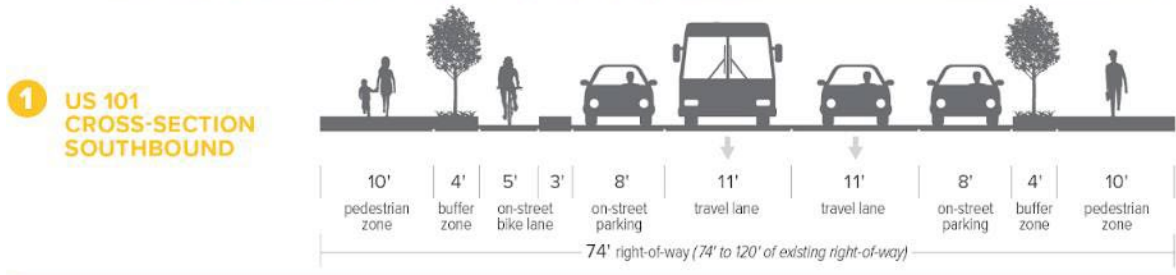 1
US 101
CROSS-SECTION
SOUTHBOUND
10' 4' 5' 3' 8' 11' 11' 8' 4' 10'
pedestrian zone buffer zone on-street bike lane on-street parking travel lane travel lane on-street parking buffer zone pedestrian zone
74' right-of-way (74' to 120' of existing right-of-way)